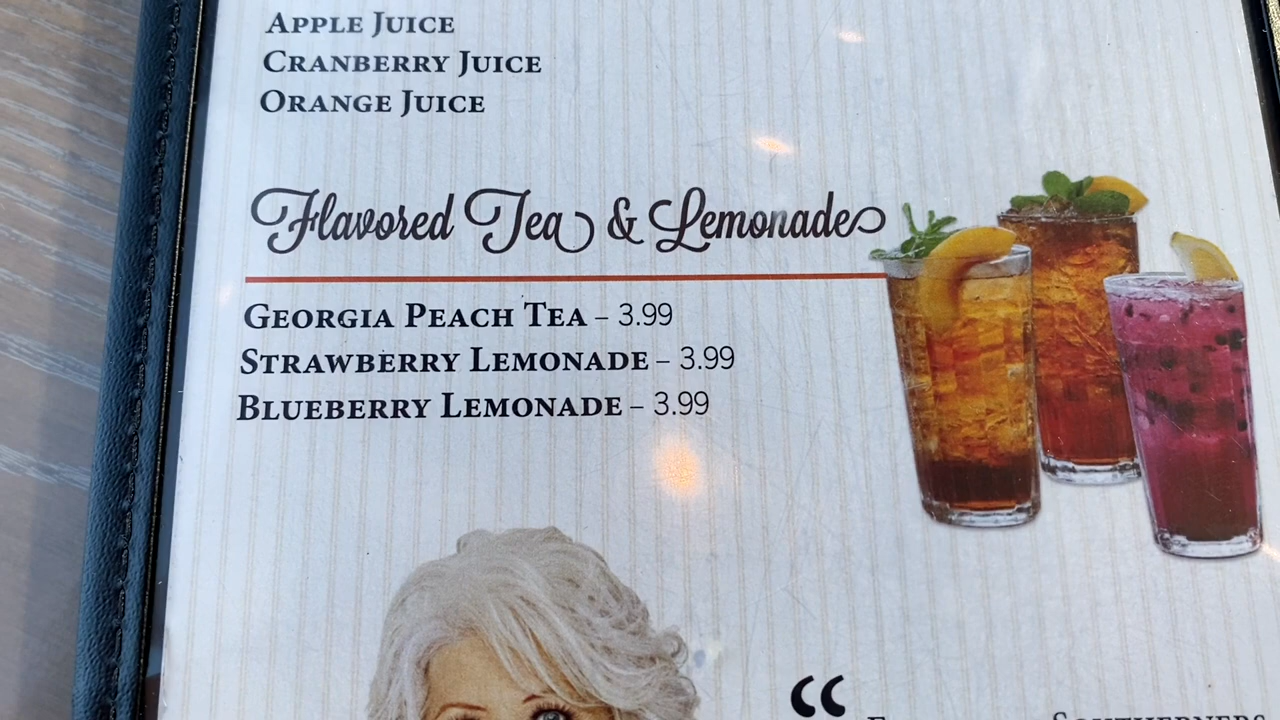 Apple Juice
Cranberry Juice
Orange Juice
Flavored Tea & Lemonade
Georgia Peach Tea – 3.99
Strawberry Lemonade – 3.99
Blueberry Lemonade – 3.99
“
Southerners